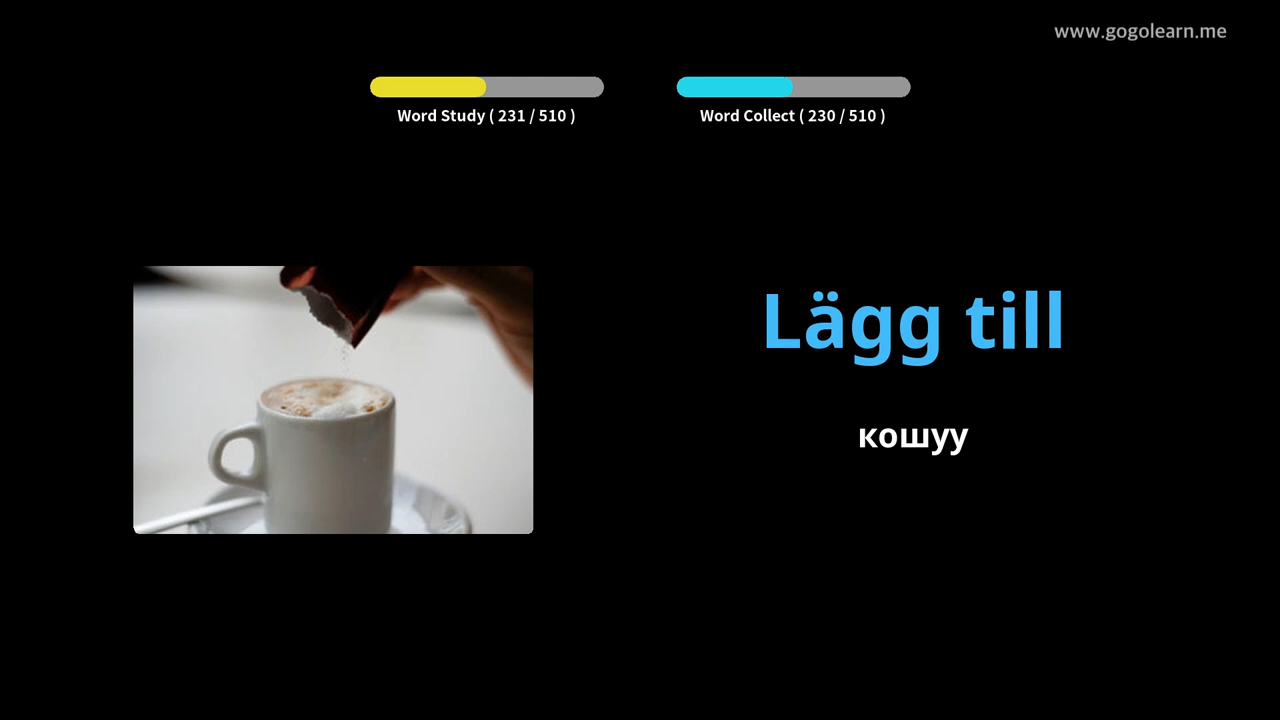 www.gogolearn.me
Word Study ( 231 / 510 )
Word Collect ( 230 / 510 )
Lägg till
кошуу